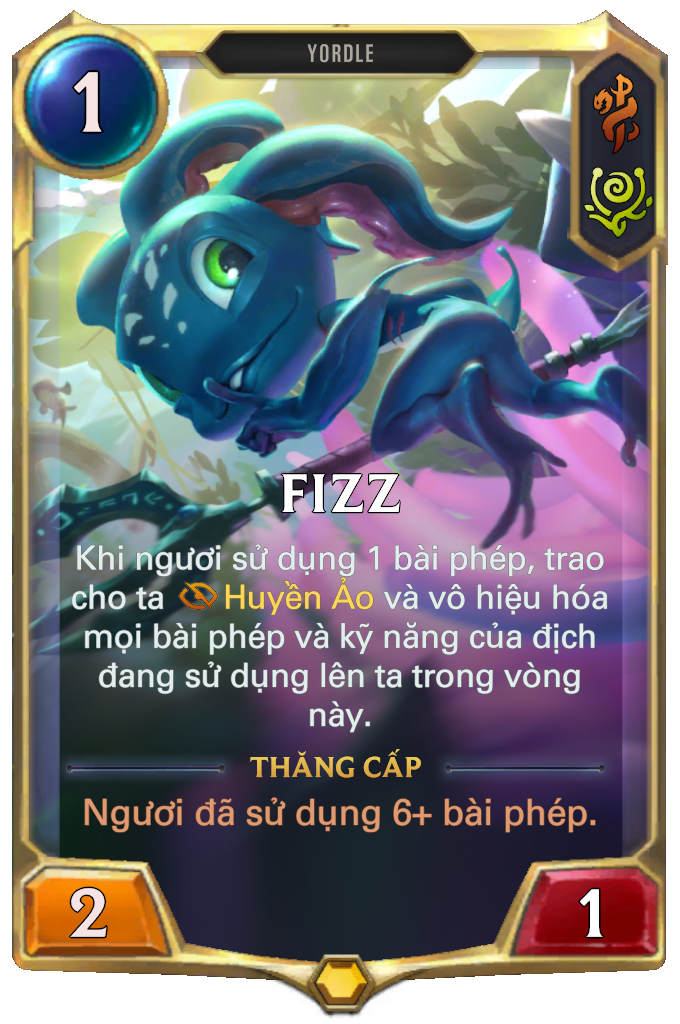 YORDLE
1
FIZZ
Khi ngươi sử dụng 1 bài phép, trao
cho ta Huyền Ảo và vô hiệu hóa
mọi bài phép và kỹ năng của địch
đang sử dụng lên ta trong vòng
này.
THĂNG CẤP
Ngươi đã sử dụng 6+ bài phép.
2
1